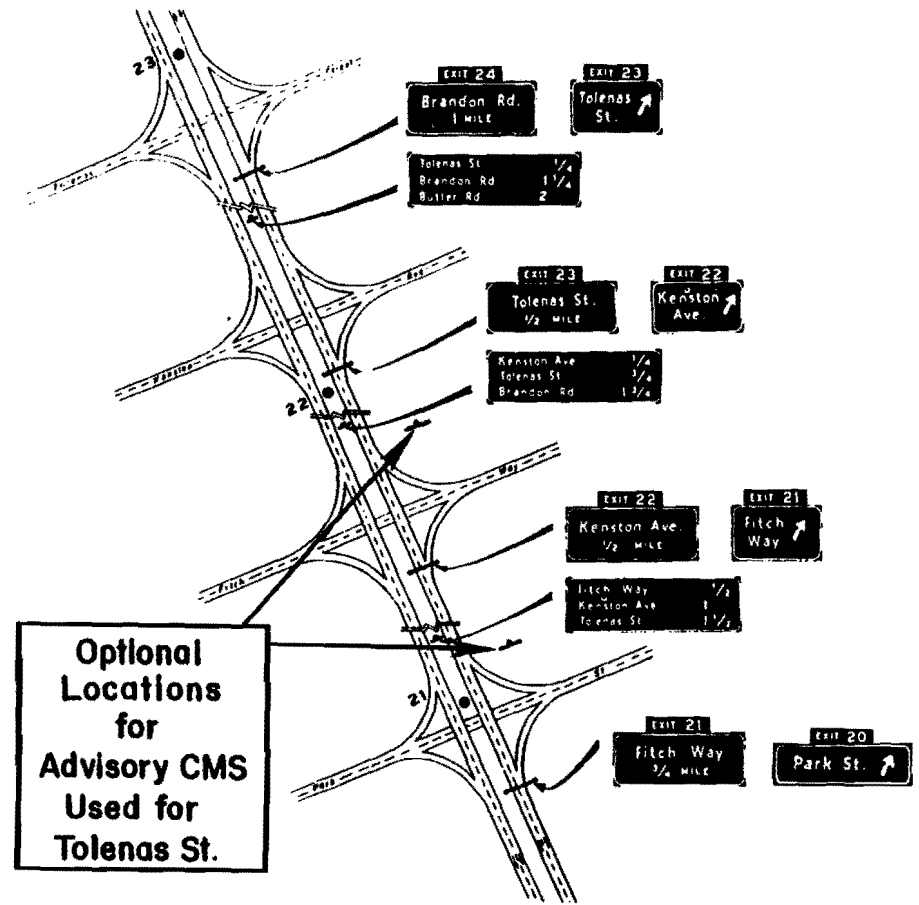 23
EXIT 24
Brandon Rd.
1 MILE
EXIT 23
Tolenas
St.
Tolenas St 1/4
Brandon Rd 1 1/4
Butler Rd 2
EXIT 23
Tolenas St.
1/2 MILE
EXIT 22
Kenston
Ave.
Ave
Kenston
Kenston Ave 1/4
Tolenas St 3/4
Brandon Rd 1 3/4
22
Way
Fitch
EXIT 22
Kenston Ave.
1/2 MILE
EXIT 21
Fitch
Way
Fitch Way 1/2
Kenston Ave 1
Tolenas St 1 1/2
Optional
Locations
for
Advisory CMS
Used for
Tolenas St.
21
St
Park
EXIT 21
Fitch Way
3/4 MILE
EXIT 20
Park St.